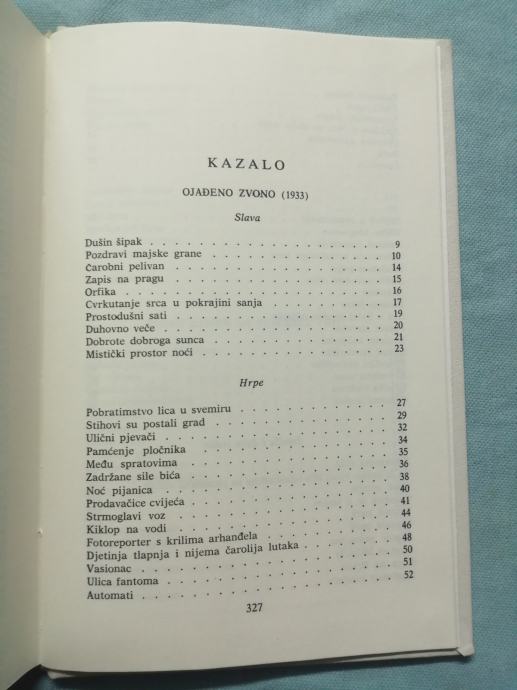 KAZALO
OJAĐENO ZVONO (1933)
Slava
Dušin šipak . . . . . . . . . . . . . . 9
Pozdravi majske grane . . . . . . . . . . . 10
Čarobni pelivan . . . . . . . . . . . . . 14
Zapis na pragu . . . . . . . . . . . . . 15
Orfika . . . . . . . . . . . . . . . . 16
Cvrkutanje srca u pokrajini sanja . . . . . . . 17
Prostodušni sati . . . . . . . . . . . . . 19
Duhovno veče . . . . . . . . . . . . . . 20
Dobrote dobroga sunca . . . . . . . . . . . 21
Mistički prostor noći . . . . . . . . . . . 23
Hrpe
Pobratimstvo lica u svemiru . . . . . . . . . 27
Stihovi su postali grad . . . . . . . . . . . 29
Ulični pjevači . . . . . . . . . . . . . . 32
Pamćenje pločnika . . . . . . . . . . . . 34
Među spratovima . . . . . . . . . . . . . 35
Zadržane sile bića . . . . . . . . . . . . 36
Noć pijanica . . . . . . . . . . . . . . 38
Prodavačice cvijeća . . . . . . . . . . . . 40
Strmoglavi voz . . . . . . . . . . . . . 41
Kiklop na vodi . . . . . . . . . . . . . 44
Fotoreporter s krilima arhanđela . . . . . . . 46
Djetinja tlapnja i nijema čarolija lutaka . . . . . 48
Vasionac . . . . . . . . . . . . . . . 50
Ulica fantoma . . . . . . . . . . . . . . 51
Automati . . . . . . . . . . . . . . . 52
327